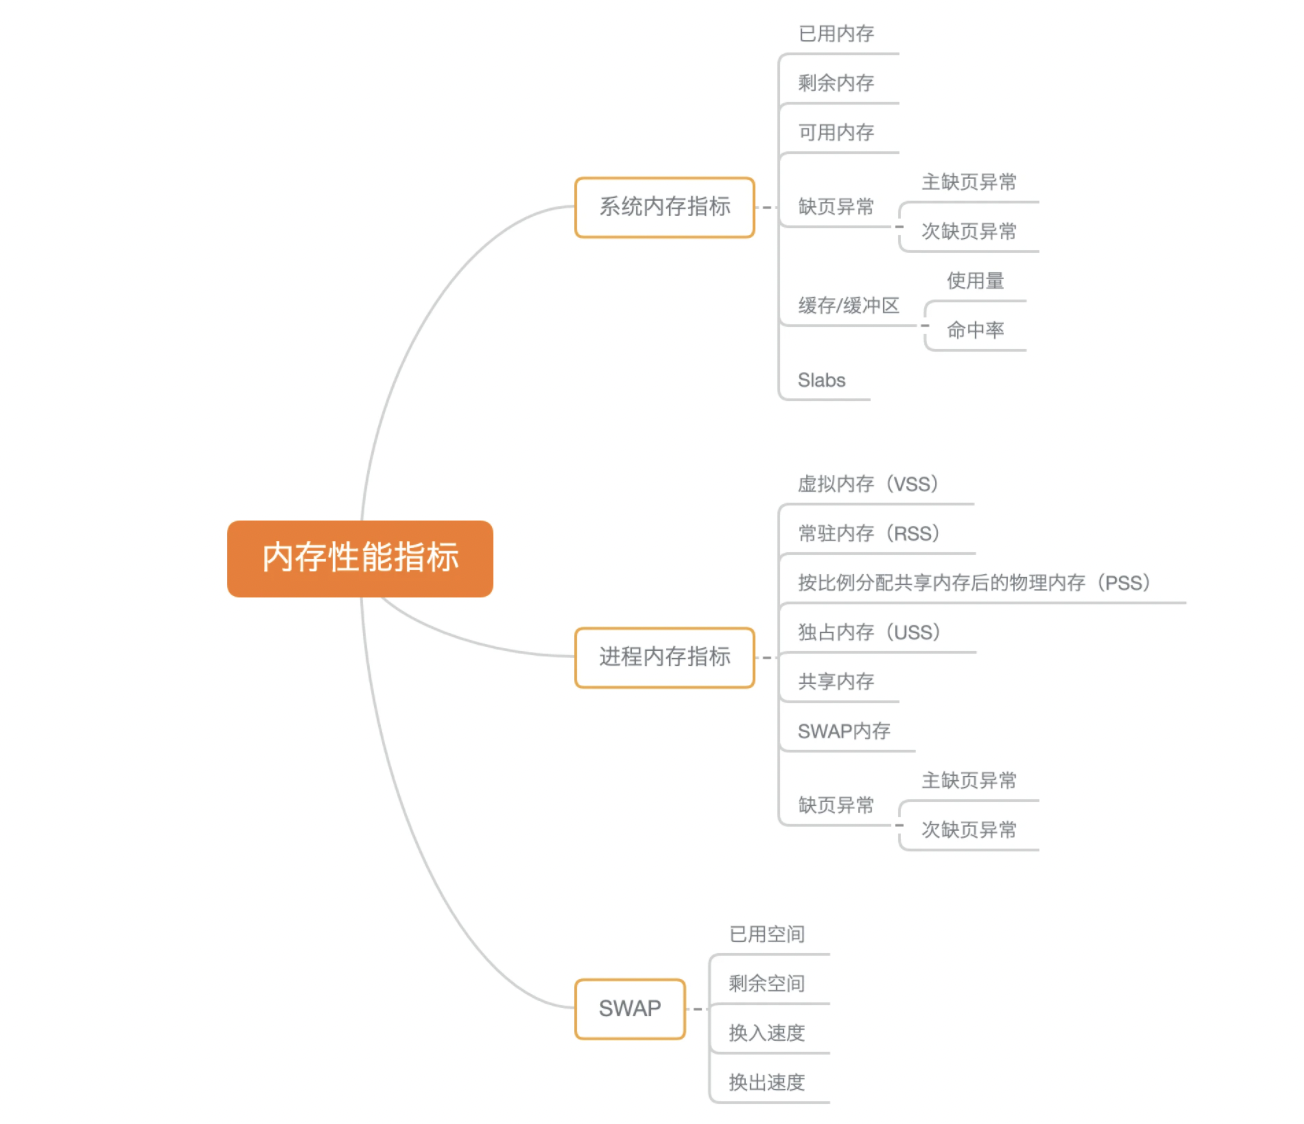 内存性能指标
系统内存指标
已用内存
剩余内存
可用内存
缺页异常
主缺页异常
次缺页异常
缓存/缓冲区
使用量
命中率
Slabs
进程内存指标
虚拟内存（VSS）
常驻内存（RSS）
按比例分配共享内存后的物理内存（PSS）
独占内存（USS）
共享内存
SWAP内存
缺页异常
主缺页异常
次缺页异常
SWAP
已用空间
剩余空间
换入速度
换出速度